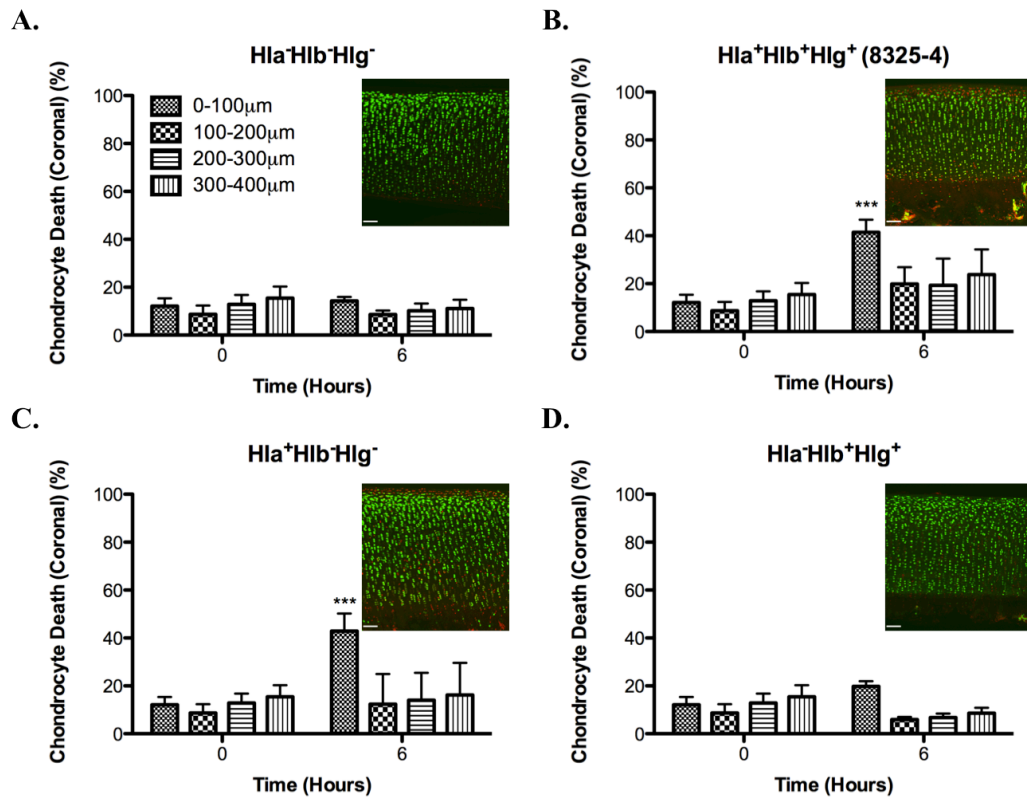 A.
Hla⁻Hlb⁻Hlg⁻
Chondrocyte Death (Coronal) (%)
100
80
60
40
20
0
0-100μm
100-200μm
200-300μm
300-400μm
0
6
Time (Hours)
B.
Hla⁺Hlb⁺Hlg⁺ (8325-4)
Chondrocyte Death (Coronal) (%)
100
80
60
40
20
0
***
0
6
Time (Hours)
C.
Hla⁺Hlb⁻Hlg⁻
Chondrocyte Death (Coronal) (%)
100
80
60
40
20
0
***
0
6
Time (Hours)
D.
Hla⁻Hlb⁺Hlg⁺
Chondrocyte Death (Coronal) (%)
100
80
60
40
20
0
0
6
Time (Hours)